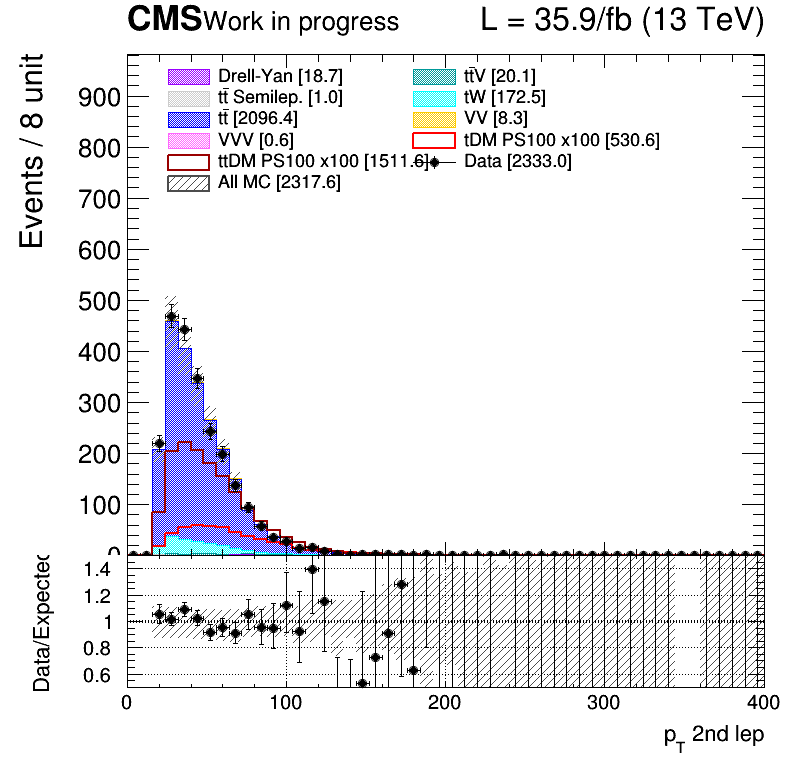 CMS Work in progress L = 35.9/fb (13 TeV)
Events / 8 unit
Drell-Yan [18.7] tt̄V [20.1]
tt̄ Semilep. [1.0] tW [172.5]
tt̄ [2096.4] VV [8.3]
VVV [0.6] tDM PS100 x100 [530.6]
ttDM PS100 x100 [1511.6] Data [2333.0]
All MC [2317.6]
900
800
700
600
500
400
300
200
100
0
Data/Expected
1.4
1.2
1
0.8
0.6
0 100 200 300 400
pT 2nd lep